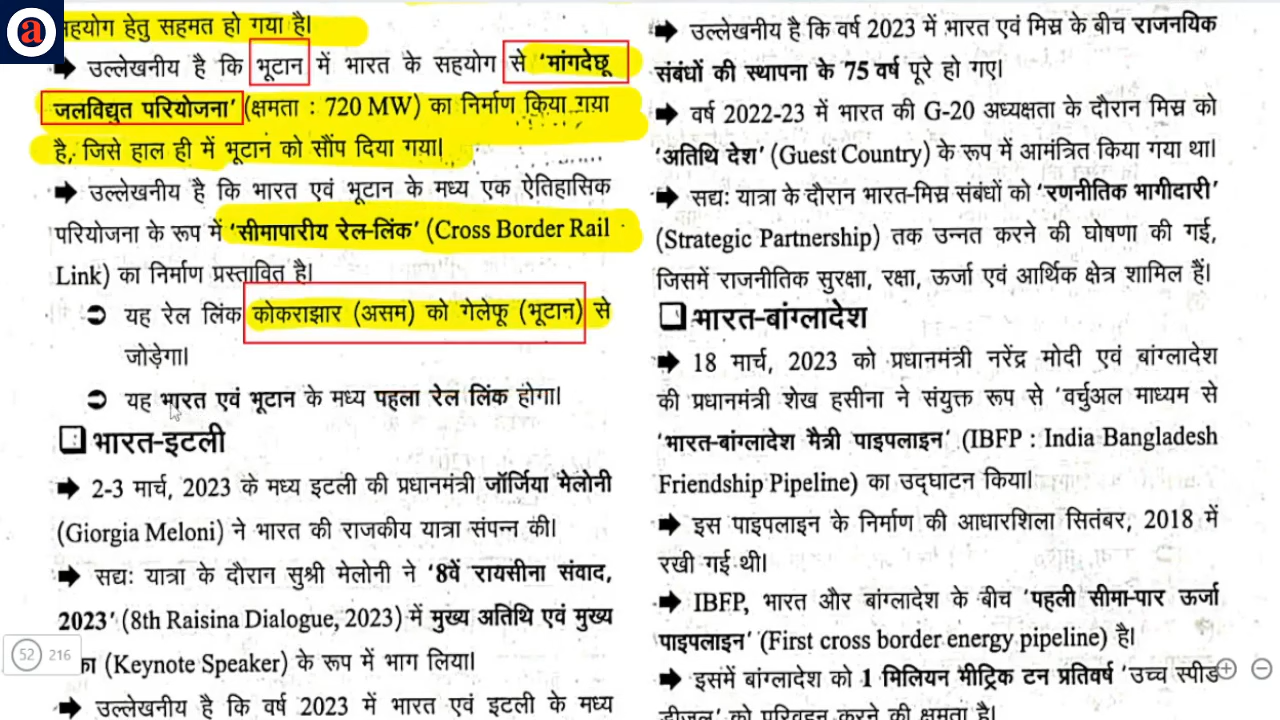 a
सहयोग हेतु सहमत हो गया है।
➡ उल्लेखनीय है कि भूटान में भारत के सहयोग से ‘मांगदेछू
जलविद्युत परियोजना’ (क्षमता : 720 MW) का निर्माण किया गया
है, जिसे हाल ही में भूटान को सौंप दिया गया।
➡ उल्लेखनीय है कि भारत एवं भूटान के मध्य एक ऐतिहासिक
परियोजना के रूप में ‘सीमापारीय रेल-लिंक’ (Cross Border Rail
Link) का निर्माण प्रस्तावित है।
➲ यह रेल लिंक कोकराझार (असम) को गेलेफू (भूटान) से
जोड़ेगा।
➲ यह भारत एवं भूटान के मध्य पहला रेल लिंक होगा।
❑ भारत-इटली
➡ 2-3 मार्च, 2023 के मध्य इटली की प्रधानमंत्री जॉर्जिया मेलोनी
(Giorgia Meloni) ने भारत की राजकीय यात्रा संपन्न की।
➡ सद्यः यात्रा के दौरान सुश्री मेलोनी ने ‘8वें रायसीना संवाद,
2023’ (8th Raisina Dialogue, 2023) में मुख्य अतिथि एवं मुख्य
(Keynote Speaker) के रूप में भाग लिया।
➡ उल्लेखनीय है कि वर्ष 2023 में भारत एवं इटली के मध्य
52 216
➡ उल्लेखनीय है कि वर्ष 2023 में भारत एवं मिस्र के बीच राजनयिक
संबंधों की स्थापना के 75 वर्ष पूरे हो गए।
➡ वर्ष 2022-23 में भारत की G-20 अध्यक्षता के दौरान मिस्र को
‘अतिथि देश’ (Guest Country) के रूप में आमंत्रित किया गया था।
➡ सद्यः यात्रा के दौरान भारत-मिस्र संबंधों को ‘रणनीतिक भागीदारी’
(Strategic Partnership) तक उन्नत करने की घोषणा की गई,
जिसमें राजनीतिक सुरक्षा, रक्षा, ऊर्जा एवं आर्थिक क्षेत्र शामिल हैं।
❑ भारत-बांग्लादेश
➡ 18 मार्च, 2023 को प्रधानमंत्री नरेंद्र मोदी एवं बांग्लादेश
की प्रधानमंत्री शेख हसीना ने संयुक्त रूप से ‘वर्चुअल माध्यम से
‘भारत-बांग्लादेश मैत्री पाइपलाइन’ (IBFP : India Bangladesh
Friendship Pipeline) का उद्घाटन किया।
➡ इस पाइपलाइन के निर्माण की आधारशिला सितंबर, 2018 में
रखी गई थी।
➡ IBFP, भारत और बांग्लादेश के बीच ‘पहली सीमा-पार ऊर्जा
पाइपलाइन’ (First cross border energy pipeline) है।
➡ इसमें बांग्लादेश को 1 मिलियन मीट्रिक टन प्रतिवर्ष ‘उच्च स्पीड
डीजल’ को परिवहन करने की क्षमता है।